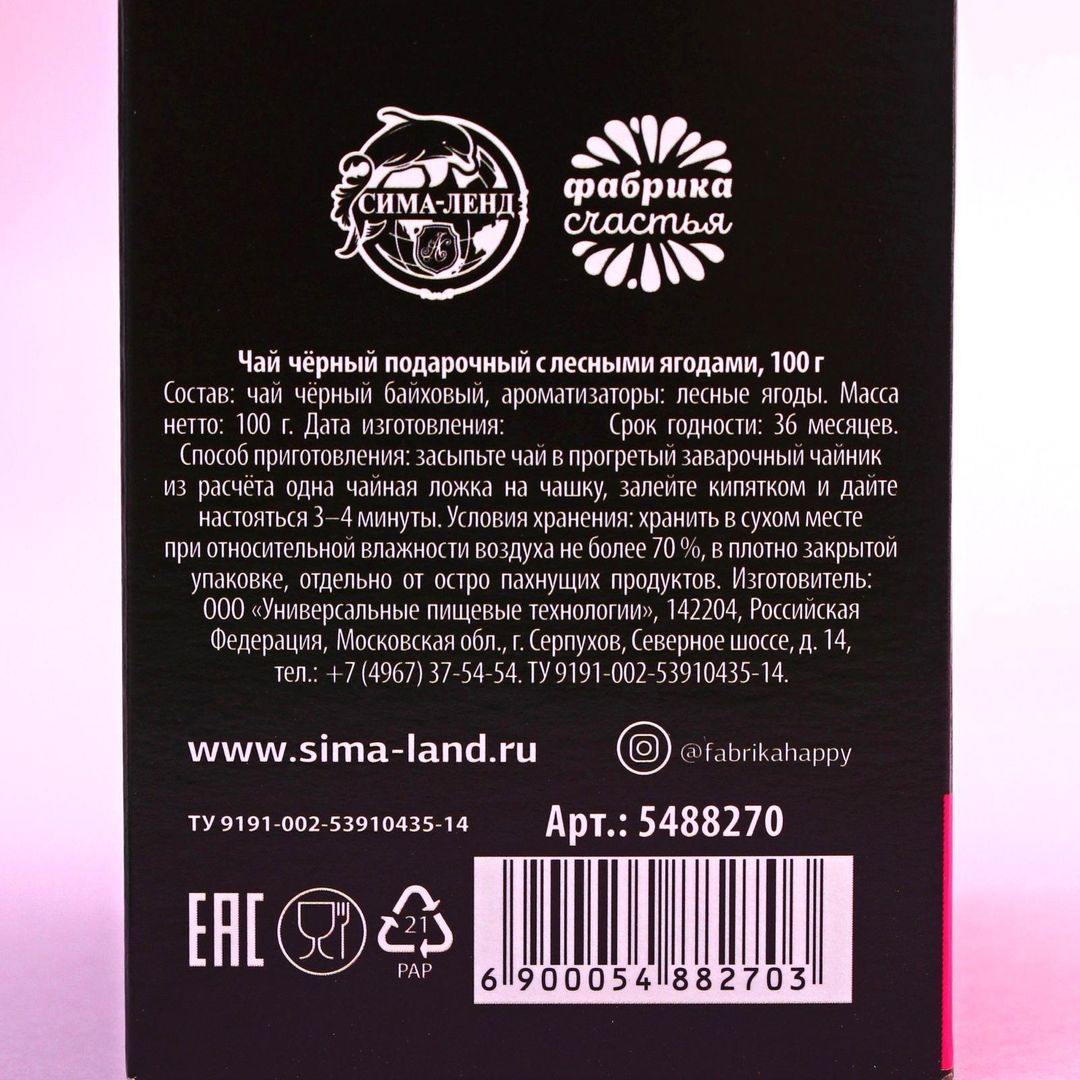 СИМА-ЛЕНД
фабрика
счастья
Чай чёрный подарочный с лесными ягодами, 100 г
Состав: чай чёрный байховый, ароматизаторы: лесные ягоды. Масса
нетто: 100 г. Дата изготовления: Срок годности: 36 месяцев.
Способ приготовления: засыпьте чай в прогретый заварочный чайник
из расчёта одна чайная ложка на чашку, залейте кипятком и дайте
настояться 3–4 минуты. Условия хранения: хранить в сухом месте
при относительной влажности воздуха не более 70 %, в плотно закрытой
упаковке, отдельно от остро пахнущих продуктов. Изготовитель:
ООО «Универсальные пищевые технологии», 142204, Российская
Федерация, Московская обл., г. Серпухов, Северное шоссе, д. 14,
тел.: +7 (4967) 37-54-54. ТУ 9191-002-53910435-14.
www.sima-land.ru @fabrikahappy
ТУ 9191-002-53910435-14 Арт.: 5488270
EAC 21
PAP
6 900054 882703